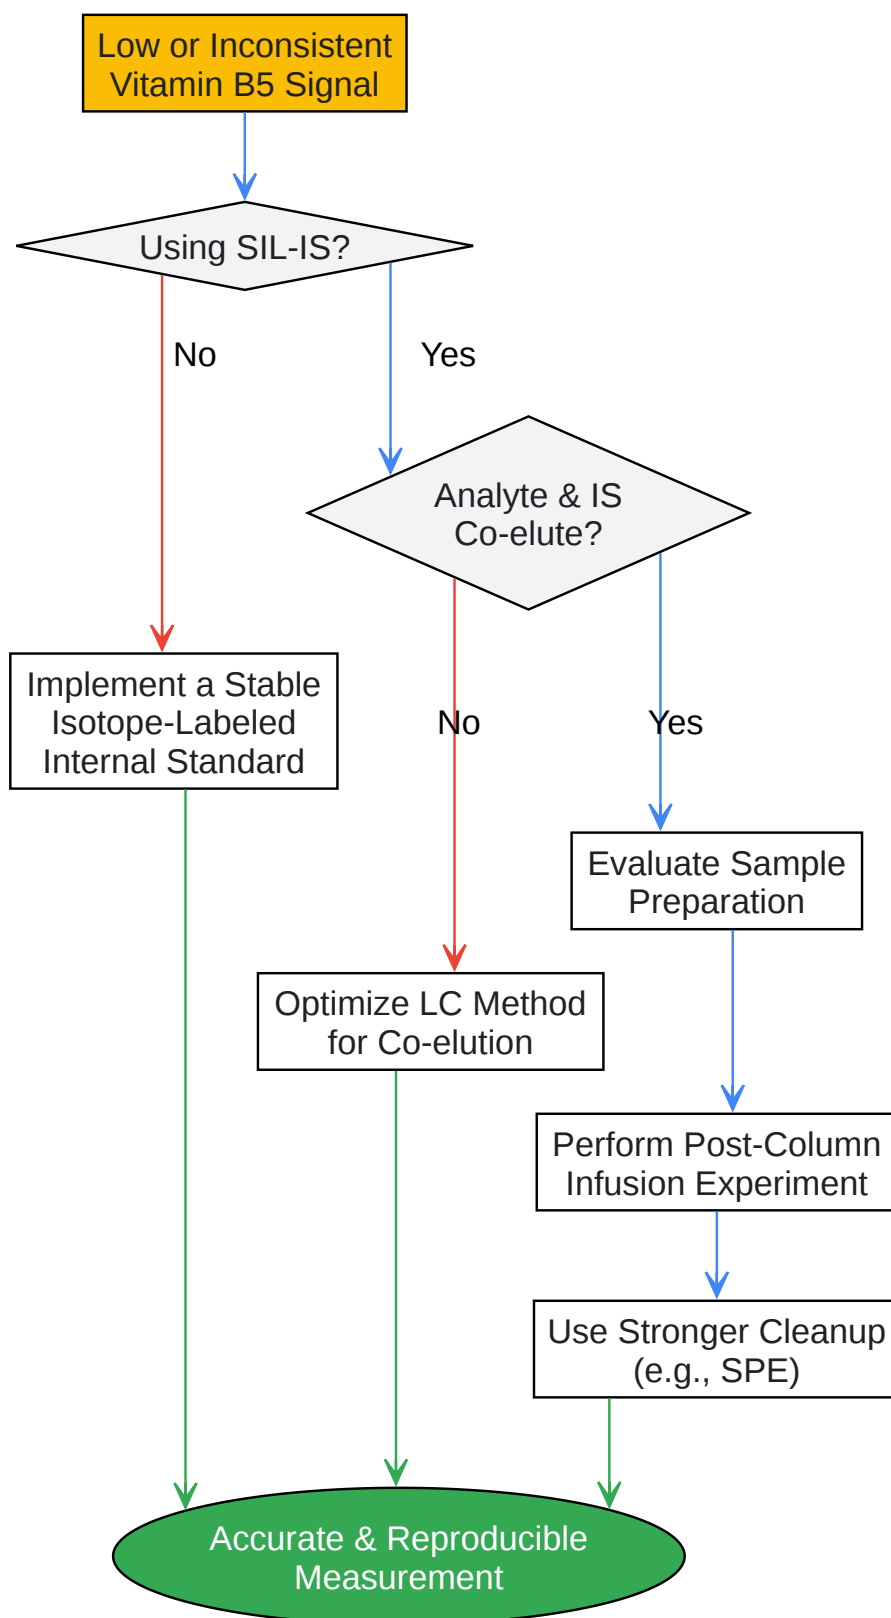 Low or Inconsistent
Vitamin B5 Signal
Using SIL-IS?
No
Yes
Analyte & IS
Co-elute?
Implement a Stable
Isotope-Labeled
Internal Standard
No
Yes
Evaluate Sample
Preparation
Optimize LC Method
for Co-elution
Perform Post-Column
Infusion Experiment
Use Stronger Cleanup
(e.g., SPE)
Accurate & Reproducible
Measurement